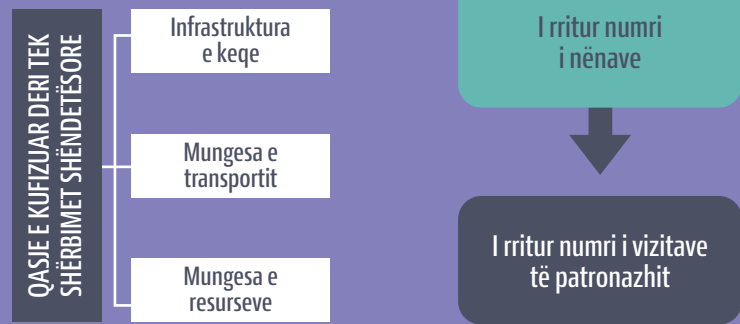 QASJE E KUFIZUAR DERI TEK
SHËRBIMET SHËNDETËSORE
Infrastruktura
e keqe
Mungesa e
transportit
Mungesa e
resurseve
I rritur numri
i nënave
I rritur numri i vizitave
të patronazhit